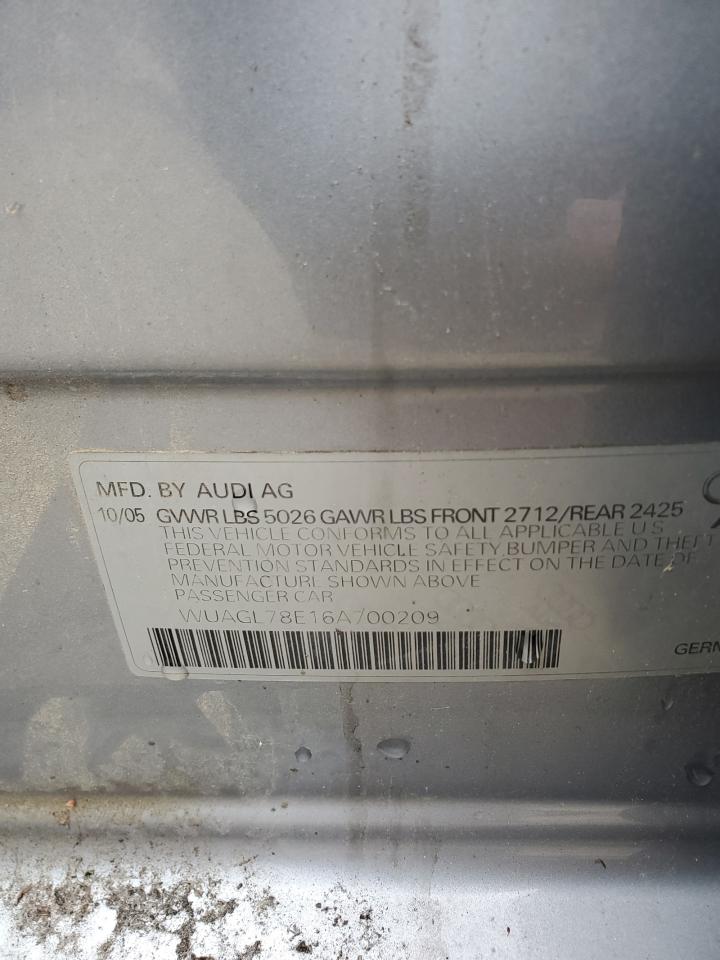 MFD. BY AUDI AG
10/05 GVWR LBS 5026 GAWR LBS FRONT 2712/REAR 2425
THIS VEHICLE CONFORMS TO ALL APPLICABLE U S
FEDERAL MOTOR VEHICLE SAFETY BUMPER AND THEFT
PREVENTION STANDARDS IN EFFECT ON THE DATE OF
MANUFACTURE SHOWN ABOVE
PASSENGER CAR
WUAGL78E16A700209
GERM